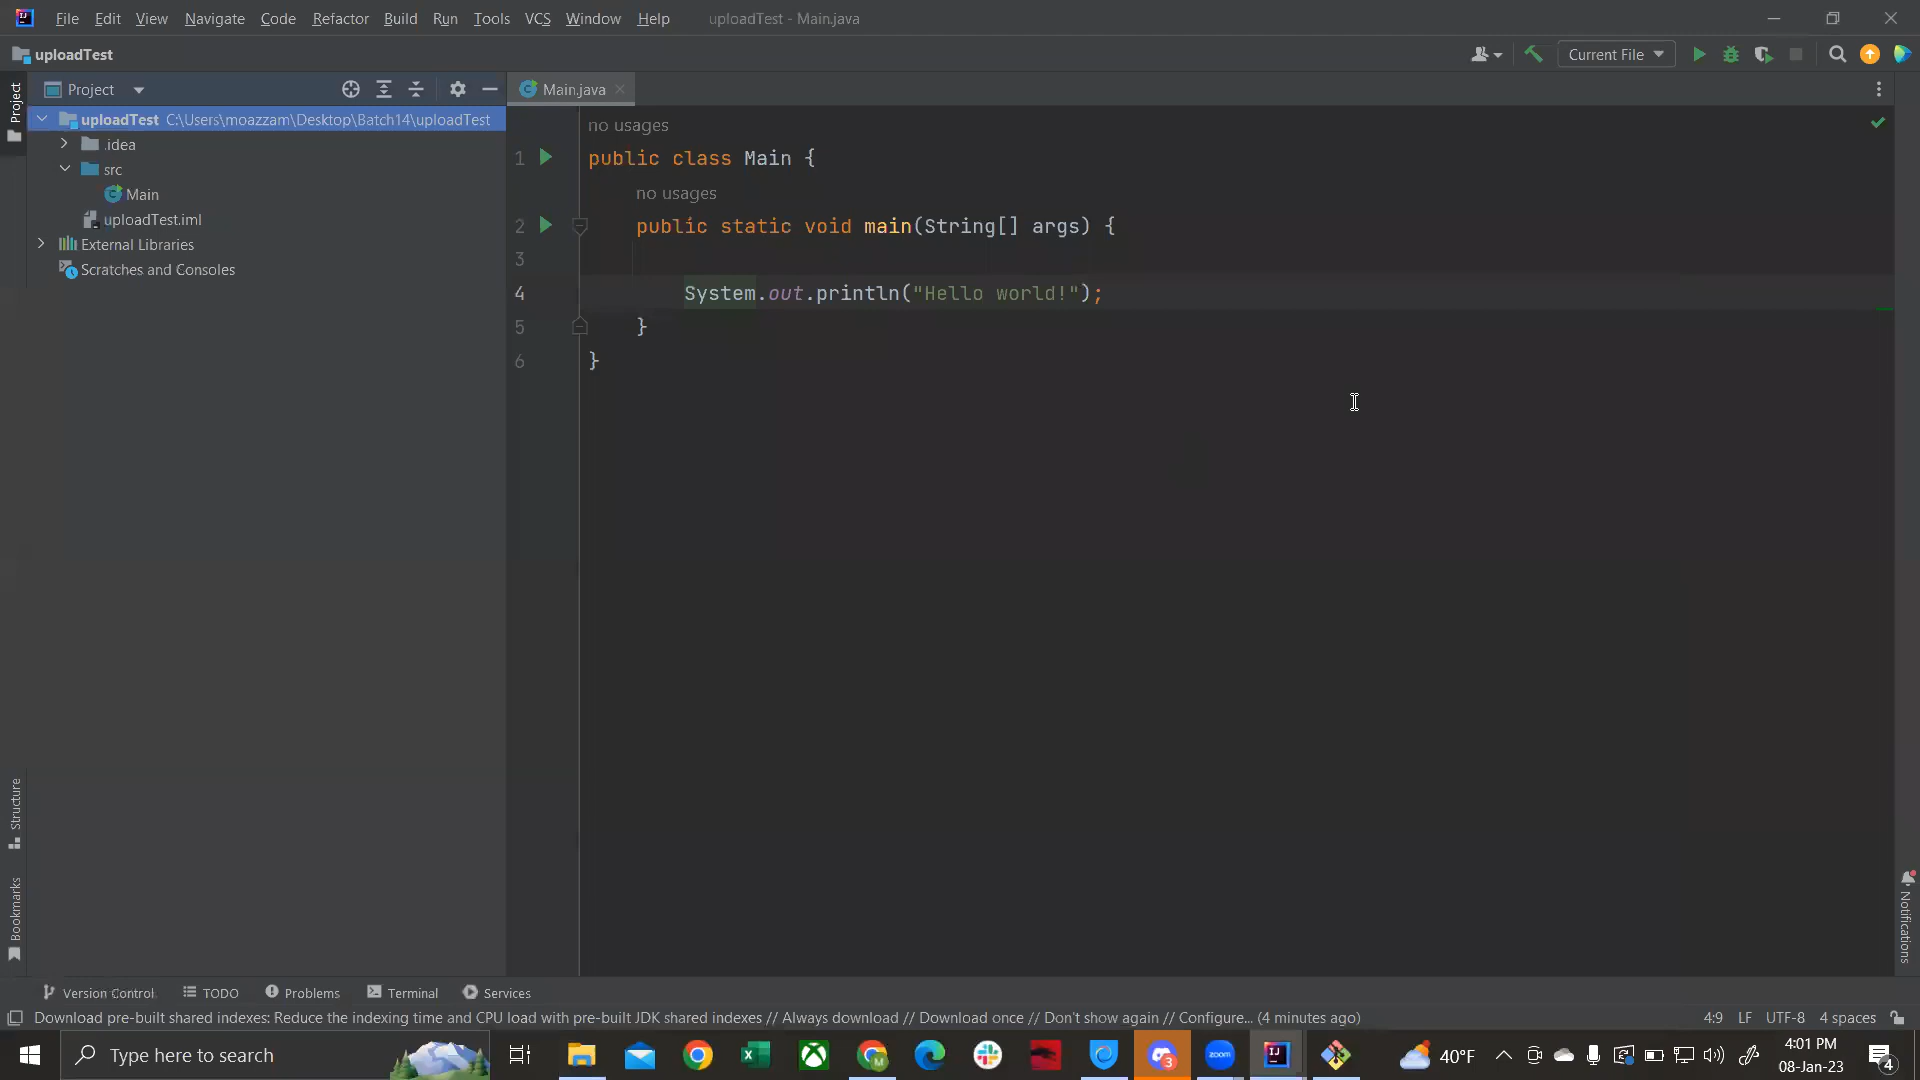 File Edit View Navigate Code Refactor Build Run Tools VCS Window Help uploadTest - Main.java
uploadTest
Current File
Project
Main.java
uploadTest C:\Users\moazzam\Desktop\Batch14\uploadTest
.idea
src
Main
uploadTest.iml
External Libraries
Scratches and Consoles
no usages
1 public class Main {
no usages
2 public static void main(String[] args) {
3
4 System.out.println("Hello world!");
5 }
6 }
Project
Structure
Bookmarks
Notifications
Version Control TODO Problems Terminal Services
Download pre-built shared indexes: Reduce the indexing time and CPU load with pre-built JDK shared indexes // Always download // Download once // Don't show again // Configure... (4 minutes ago)
4:9 LF UTF-8 4 spaces
Type here to search
3
zoom
40°F
4:01 PM
08-Jan-23
4